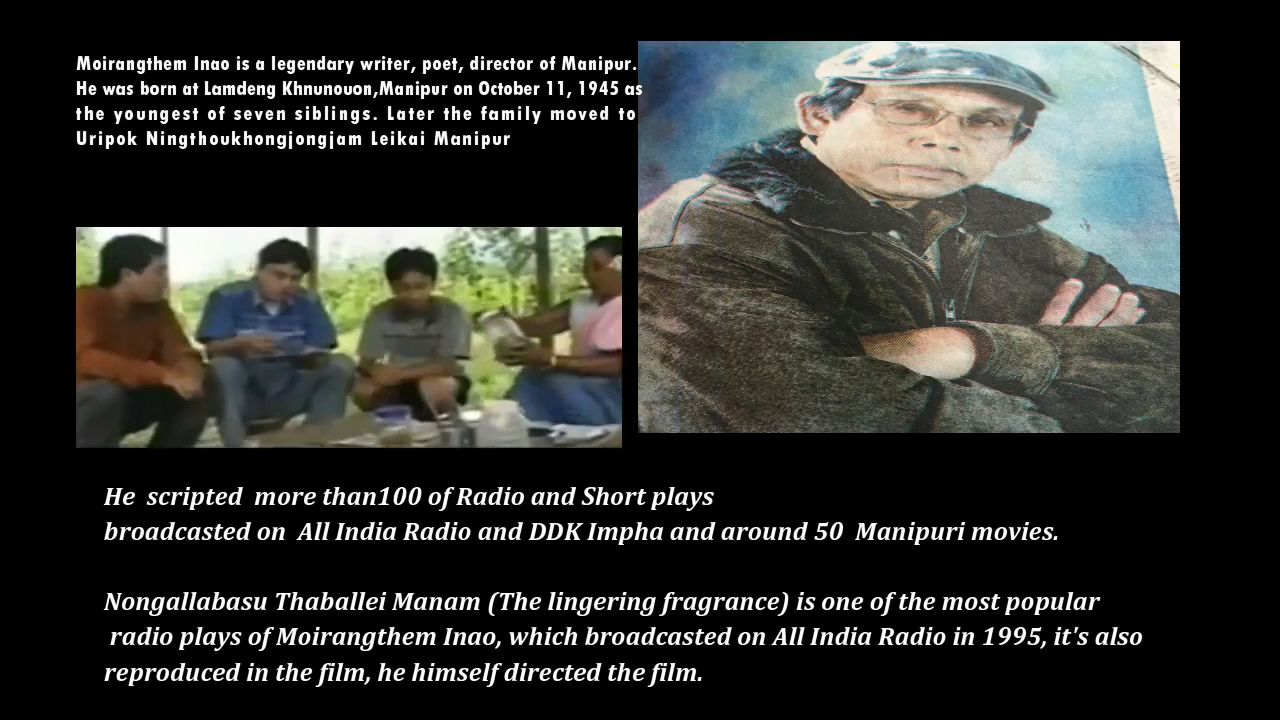 Moirangthem Inao is a legendary writer, poet, director of Manipur.
He was born at Lamdeng Khnunouon,Manipur on October 11, 1945 as
the youngest of seven siblings. Later the family moved to
Uripok Ningthoukhongjongjam Leikai Manipur
He scripted more than100 of Radio and Short plays
broadcasted on All India Radio and DDK Impha and around 50 Manipuri movies.
Nongallabasu Thaballei Manam (The lingering fragrance) is one of the most popular
radio plays of Moirangthem Inao, which broadcasted on All India Radio in 1995, it's also
reproduced in the film, he himself directed the film.